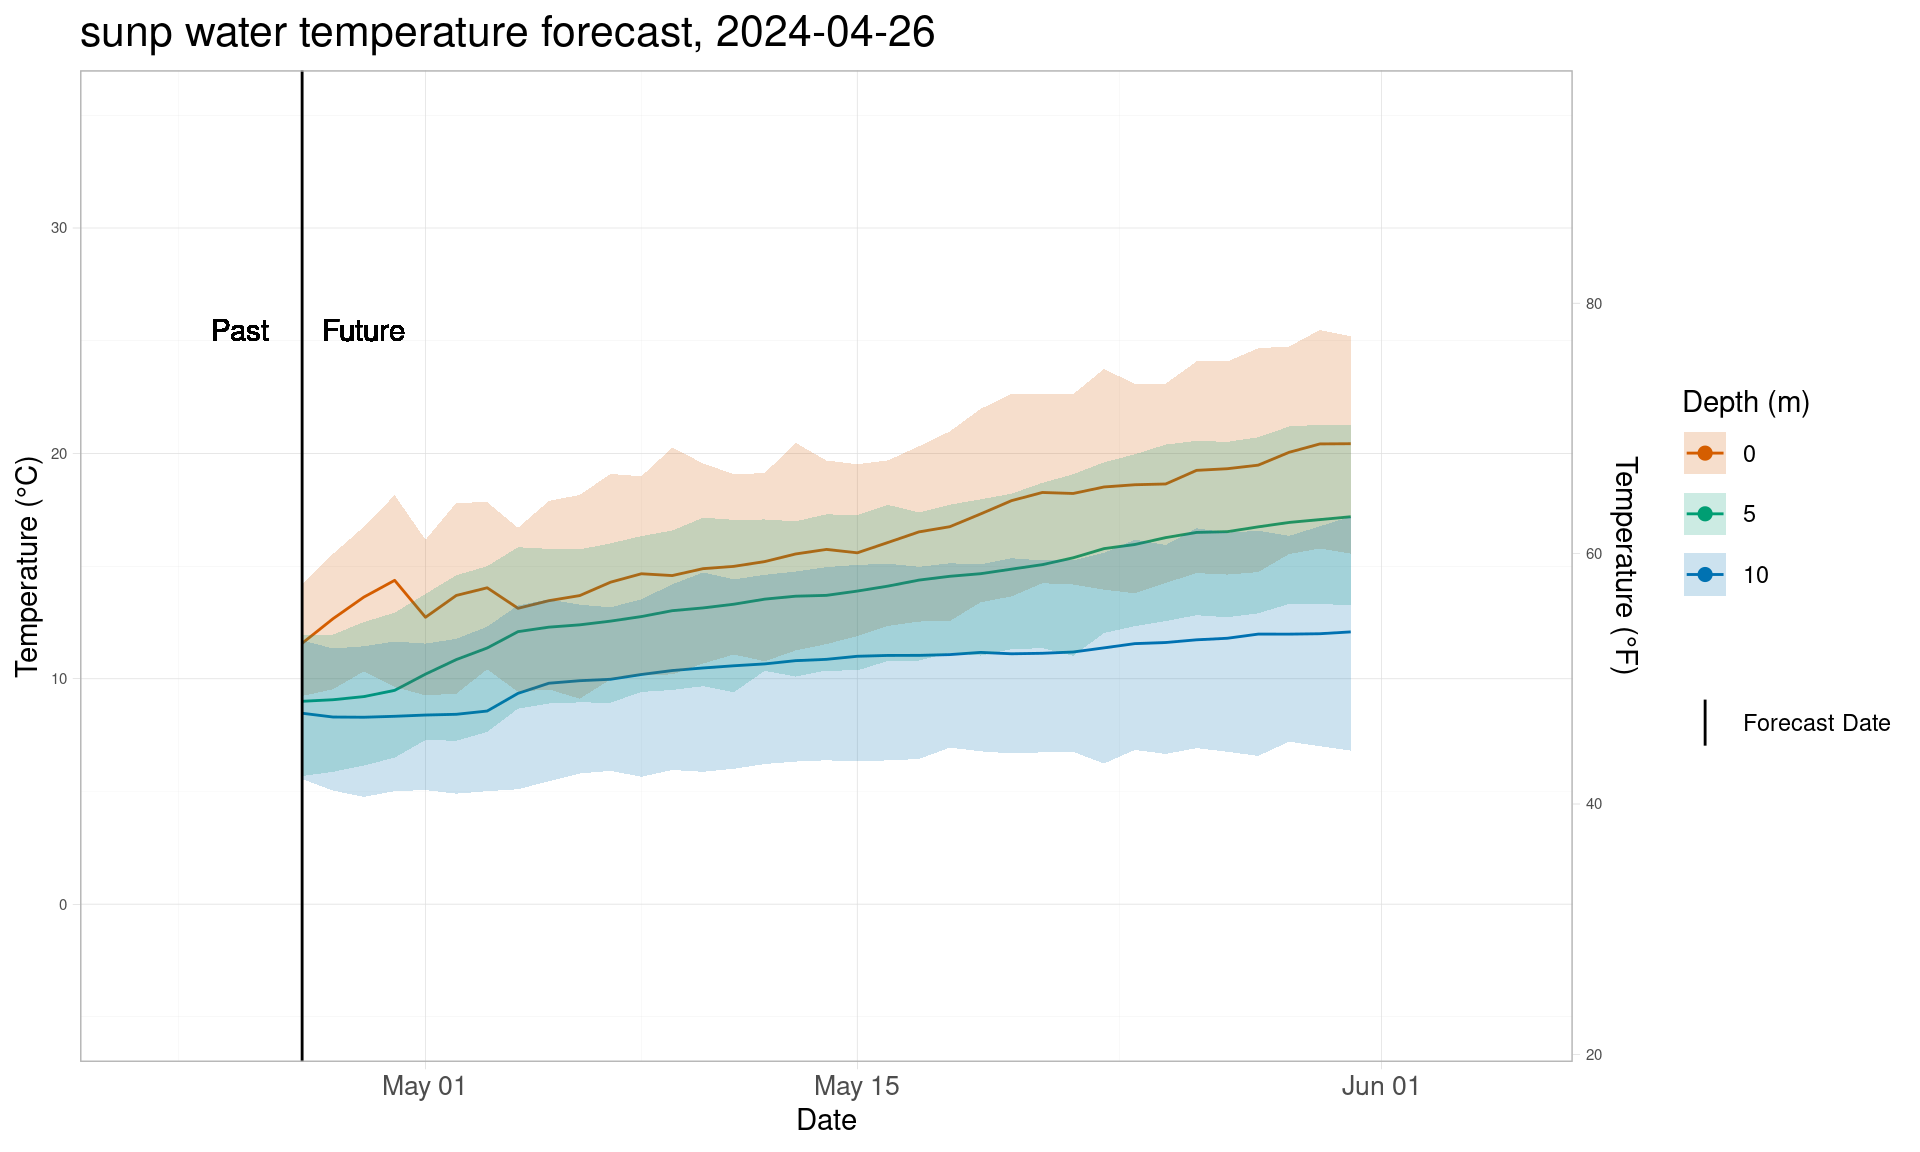 sunp water temperature forecast, 2024-04-26
Past
Future
30
20
10
0
Temperature (°C)
80
60
40
20
Temperature (°F)
May 01
May 15
Jun 01
Date
Depth (m)
0
5
10
Forecast Date